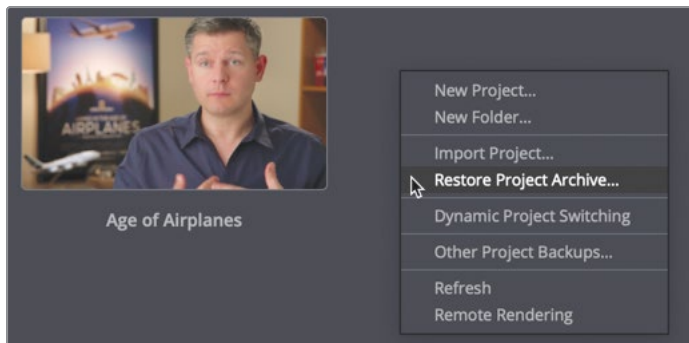 AIRPLANES
Age of Airplanes
New Project...
New Folder...
Import Project...
Restore Project Archive...
Dynamic Project Switching
Other Project Backups...
Refresh
Remote Rendering